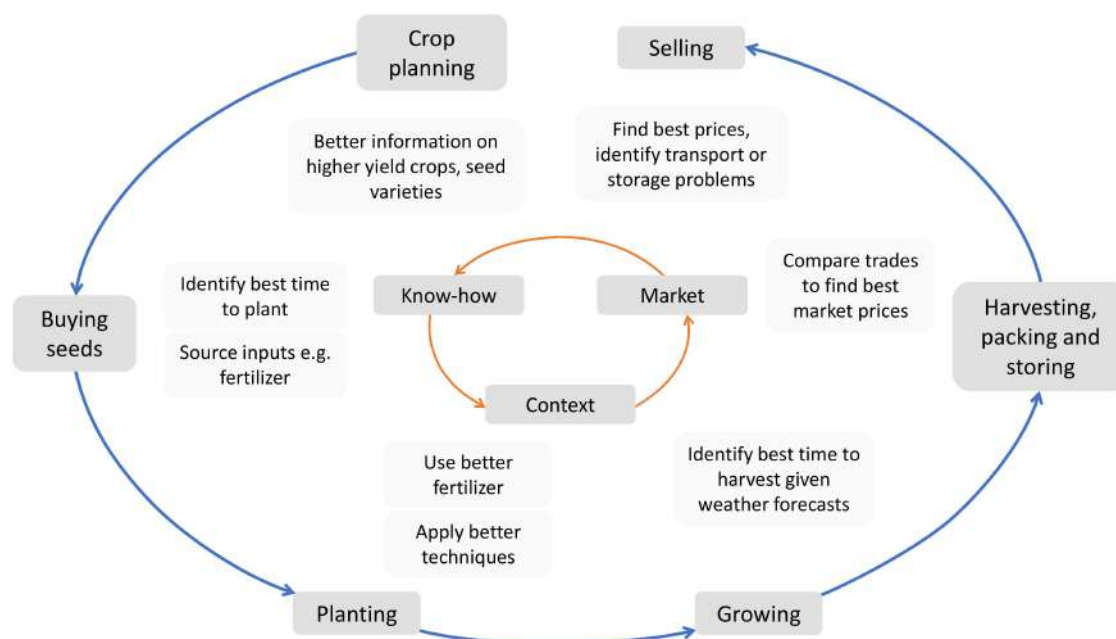 Crop
planning
Selling
Better information on
higher yield crops, seed
varieties
Find best prices,
identify transport or
storage problems
Identify best time
to plant
Know-how
Market
Compare trades
to find best
market prices
Buying
seeds
Source inputs e.g.
fertilizer
Harvesting,
packing and
storing
Context
Use better
fertilizer
Identify best time to
harvest given
weather forecasts
Apply better
techniques
Planting
Growing